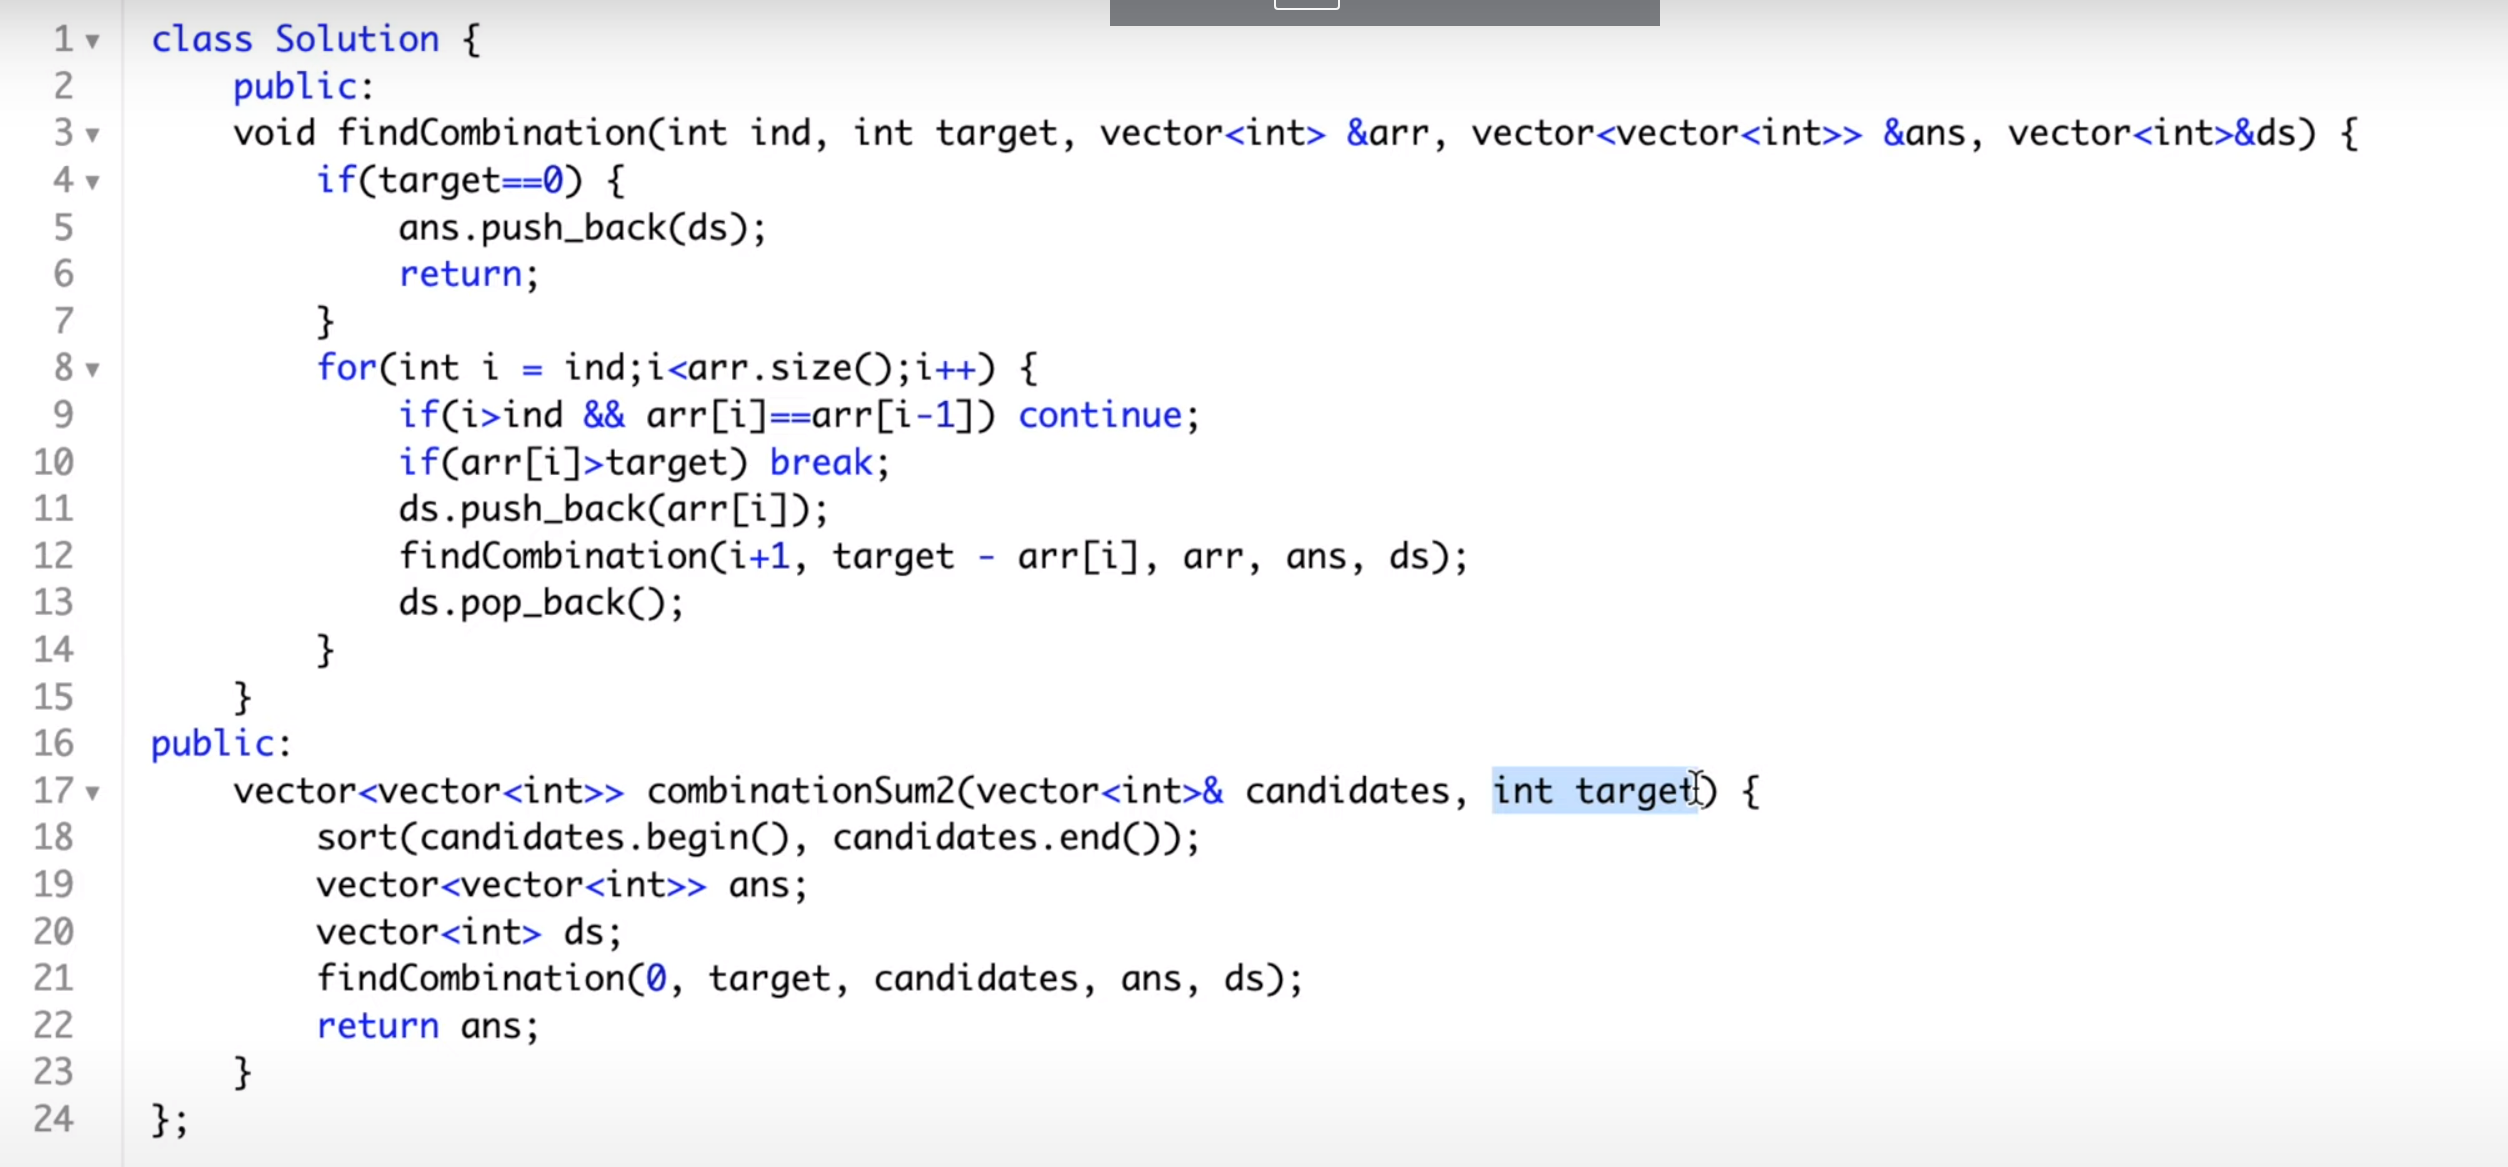 1 class Solution {
2 public:
3 void findCombination(int ind, int target, vector<int> &arr, vector<vector<int>> &ans, vector<int>&ds) {
4 if(target==0) {
5 ans.push_back(ds);
6 return;
7 }
8 for(int i = ind;i<arr.size();i++) {
9 if(i>ind && arr[i]==arr[i-1]) continue;
10 if(arr[i]>target) break;
11 ds.push_back(arr[i]);
12 findCombination(i+1, target - arr[i], arr, ans, ds);
13 ds.pop_back();
14 }
15 }
16 public:
17 vector<vector<int>> combinationSum2(vector<int>& candidates, int target) {
18 sort(candidates.begin(), candidates.end());
19 vector<vector<int>> ans;
20 vector<int> ds;
21 findCombination(0, target, candidates, ans, ds);
22 return ans;
23 }
24 };